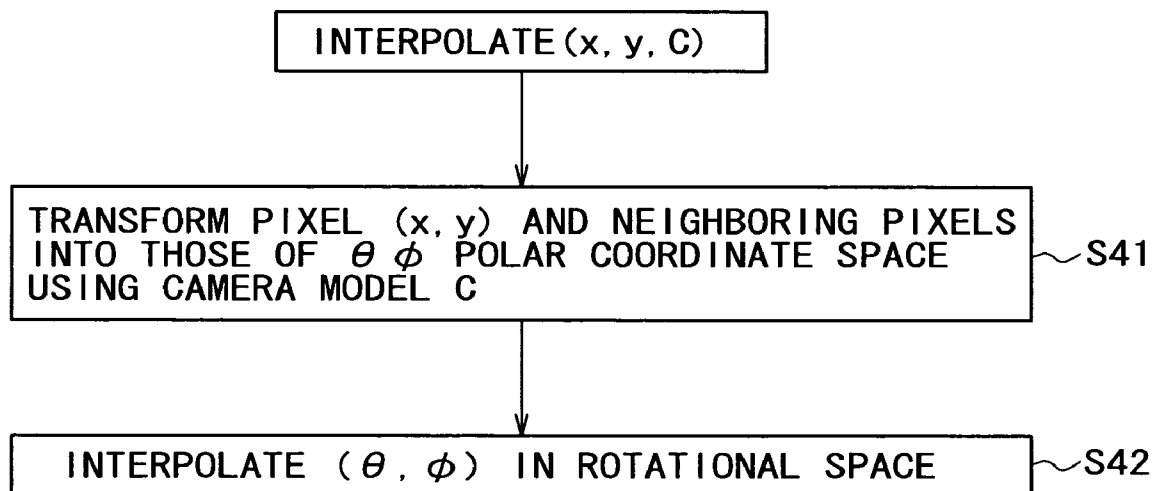 INTERPOLATE(x, y, C)
TRANSFORM PIXEL (x, y) AND NEIGHBORING PIXELS
INTO THOSE OF θ φ POLAR COORDINATE SPACE
USING CAMERA MODEL C
S41
INTERPOLATE (θ, φ) IN ROTATIONAL SPACE
S42